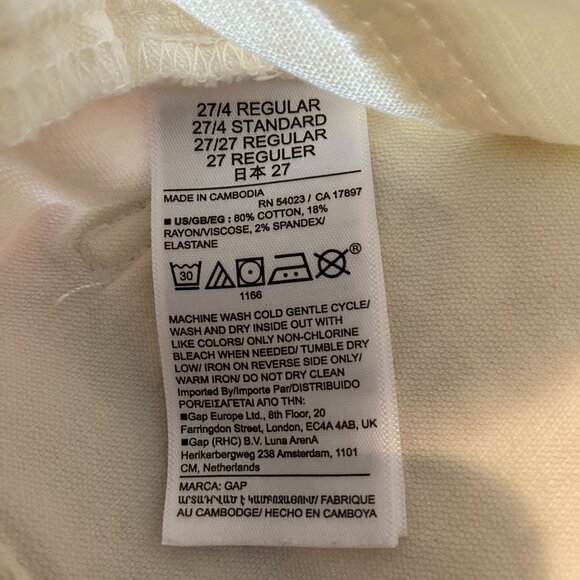 27/4 REGULAR
27/4 STANDARD
27/27 REGULAR
27 REGULER
日本 27
MADE IN CAMBODIA
RN 54023 / CA 17897
■ US/GB/EG : 80% COTTON, 18%
RAYON/VISCOSE, 2% SPANDEX/
ELASTANE
30
®
1166
MACHINE WASH COLD GENTLE CYCLE/
WASH AND DRY INSIDE OUT WITH
LIKE COLORS/ ONLY NON-CHLORINE
BLEACH WHEN NEEDED/ TUMBLE DRY
LOW/ IRON ON REVERSE SIDE ONLY/
WARM IRON/ DO NOT DRY CLEAN
Imported By/Importe Par/DISTRIBUIDO
POR/ΕΙΣΑΓΕΤΑΙ ΑΠΟ ΤΗΝ:
■Gap Europe Ltd., 8th Floor, 20
Farringdon Street, London, EC4A 4AB, UK
■Gap (RHC) B.V. Luna ArenA
Herikerbergweg 238 Amsterdam, 1101
CM, Netherlands
MARCA: GAP
ԱՐՏԱԴՐՎԱԾ Է ԿԱՄԲՈՋԱՅՈՒՄ/ FABRIQUE
AU CAMBODGE/ HECHO EN CAMBOYA